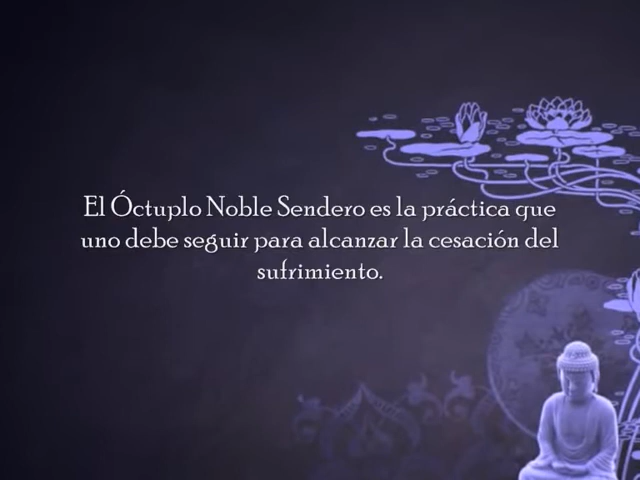 El Óctuplo Noble Sendero es la práctica que
uno debe seguir para alcanzar la cesación del
sufrimiento.